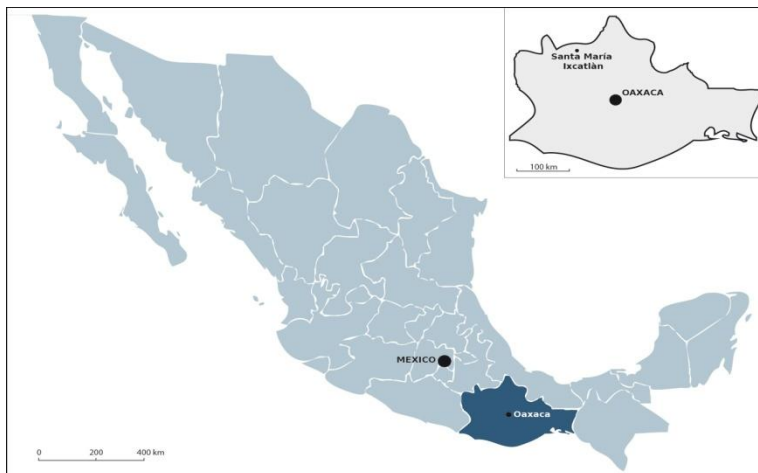 Santa María
Ixcatlàn
OAXACA
100 km
MEXICO
Oaxaca
0 200 400 km